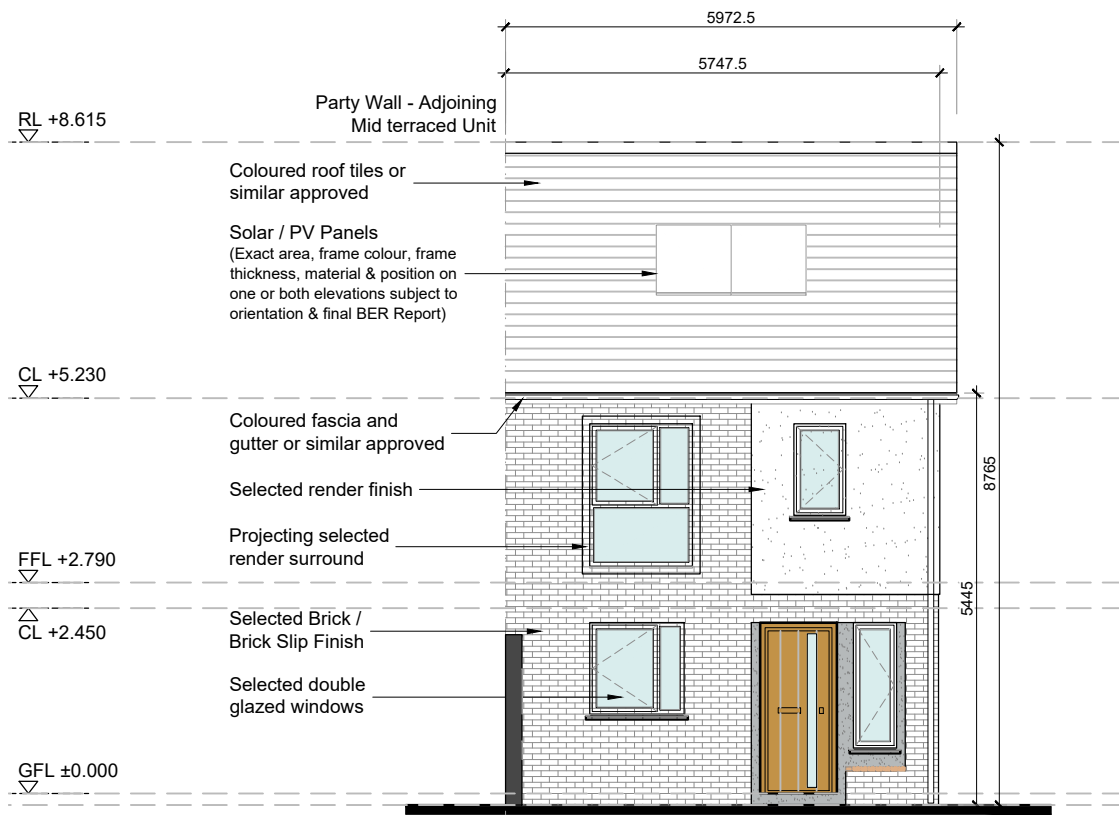 5972.5
5747.5
Party Wall - Adjoining
Mid terraced Unit
RL +8.615
Coloured roof tiles or
similar approved
Solar / PV Panels
(Exact area, frame colour, frame
thickness, material & position on
one or both elevations subject to
orientation & final BER Report)
CL +5.230
Coloured fascia and
gutter or similar approved
8765
Selected render finish
Projecting selected
render surround
FFL +2.790
5445
CL +2.450
Selected Brick /
Brick Slip Finish
Selected double
glazed windows
GFL ±0.000